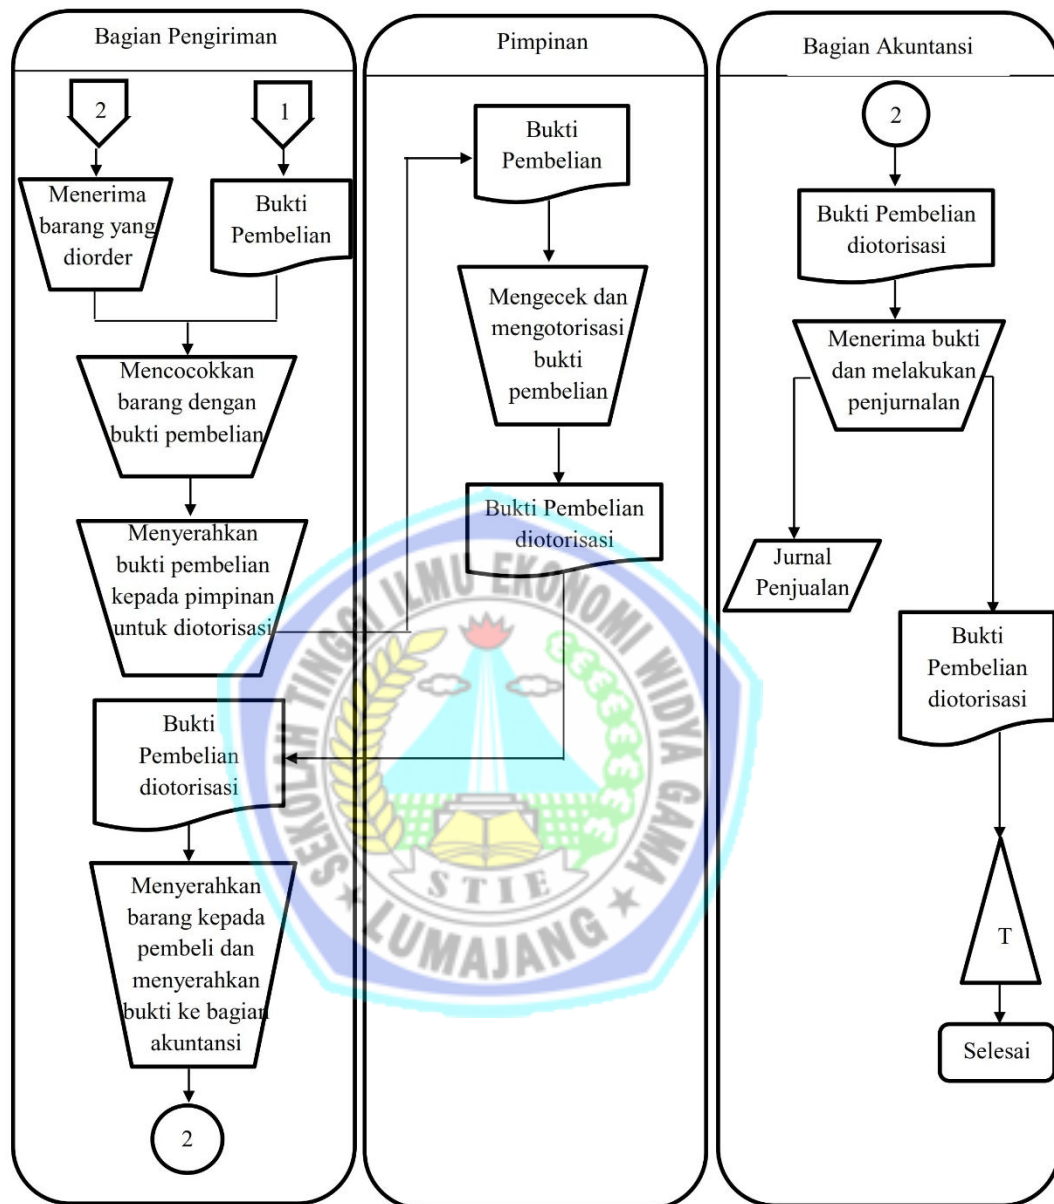 Bagian Pengiriman
2
1
Menerima
barang yang
diorder
Bukti
Pembelian
Mencocokkan
barang dengan
bukti pembelian
Menyerahkan
bukti pembelian
kepada pimpinan
untuk diotorisasi
Bukti
Pembelian
diotorisasi
Menyerahkan
barang kepada
pembeli dan
menyerahkan
bukti ke bagian
akuntansi
2
Pimpinan
Bukti
Pembelian
Mengecek dan
mengotorisasi
bukti
pembelian
Bukti Pembelian
diotorisasi
Bagian Akuntansi
2
Bukti Pembelian
diotorisasi
Menerima bukti
dan melakukan
penjurnalan
Jurnal
Penjualan
Bukti
Pembelian
diotorisasi
T
Selesai
SEKOLAH TINGGI ILMU EKONOMI WIDYA GAMA
STIE
LUMAJANG